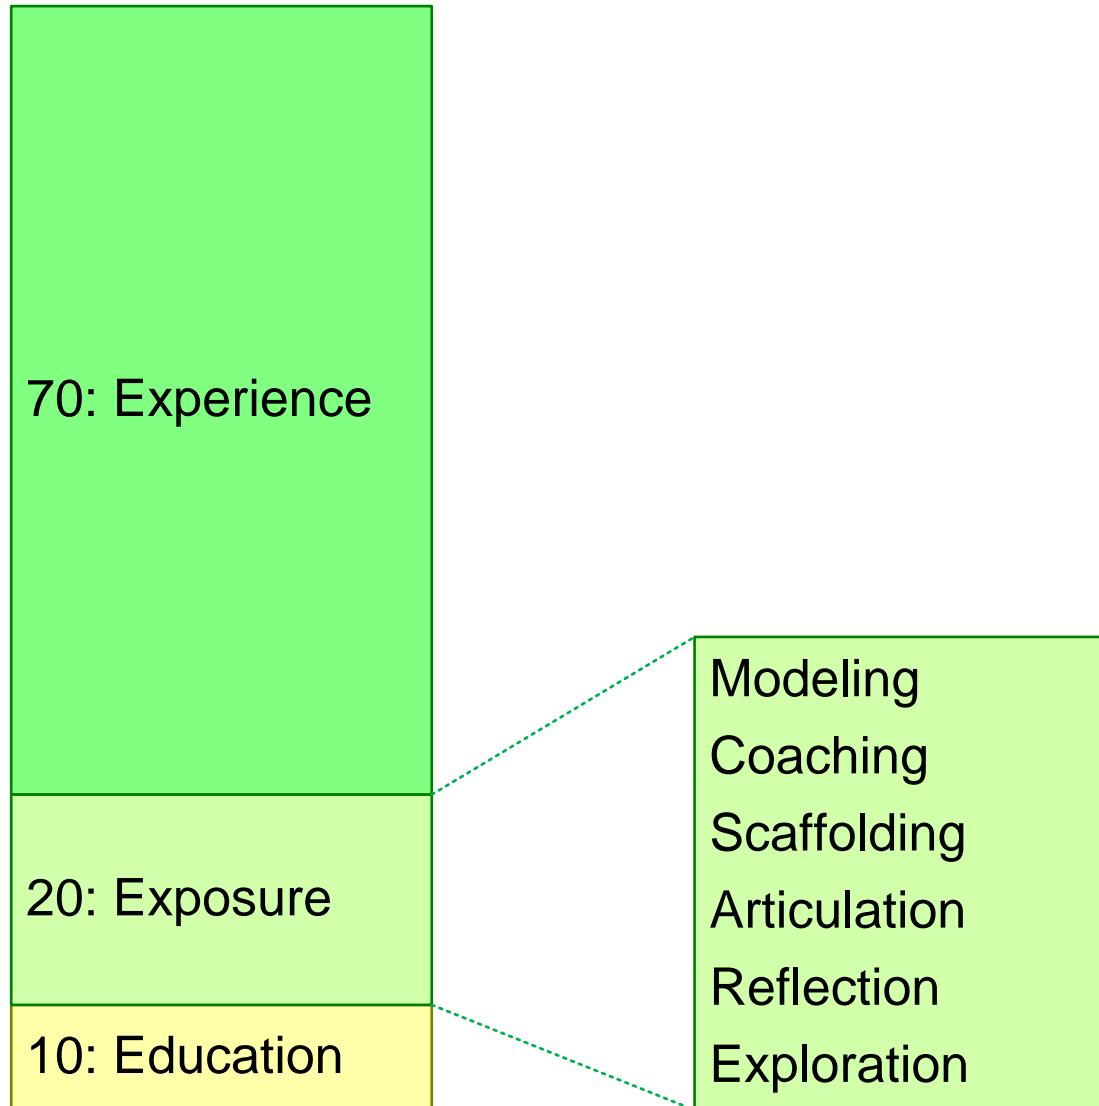 70: Experience
20: Exposure
10: Education
Modeling
Coaching
Scaffolding
Articulation
Reflection
Exploration